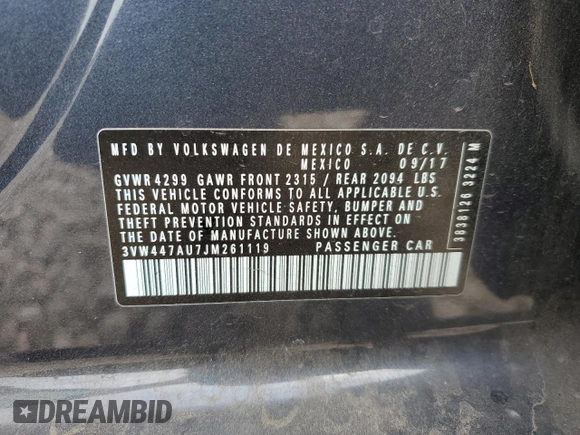 MFD BY VOLKSWAGEN DE MEXICO S.A. DE C.V.
MEXICO 09/17
GVWR 4299 GAWR FRONT 2315 / REAR 2094 LBS
THIS VEHICLE CONFORMS TO ALL APPLICABLE U.S.
FEDERAL MOTOR VEHICLE SAFETY, BUMPER AND
THEFT PREVENTION STANDARDS IN EFFECT ON
THE DATE OF MANUFACTURE SHOWN ABOVE.
3VW447AU7JM261119 PASSENGER CAR
3838126 3224 M
DREAMBID